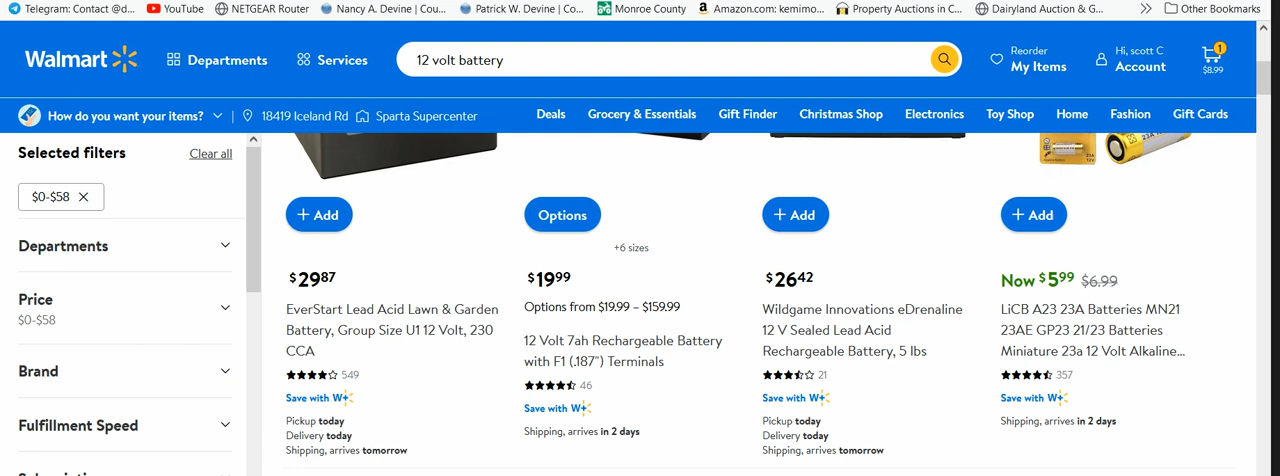 Telegram: Contact @d... YouTube NETGEAR Router Nancy A. Devine | Cou... Patrick W. Devine | Co... Monroe County Amazon.com: kemimo... Property Auctions in C... Dairyland Auction & G... Other Bookmarks
Walmart Departments Services 12 volt battery Reorder My Items Hi, scott C Account 1 $8.99
How do you want your items? 18419 Iceland Rd Sparta Supercenter Deals Grocery & Essentials Gift Finder Christmas Shop Electronics Toy Shop Home Fashion Gift Cards
Selected filters Clear all
$0-$58
Departments
Price
$0-$58
Brand
Fulfillment Speed
+ Add
$29.87
EverStart Lead Acid Lawn & Garden
Battery, Group Size U1 12 Volt, 230
CCA
549
Save with W+
Pickup today
Delivery today
Shipping, arrives tomorrow
Options
+6 sizes
$19.99
Options from $19.99 – $159.99
12 Volt 7ah Rechargeable Battery
with F1 (.187") Terminals
46
Save with W+
Shipping, arrives in 2 days
+ Add
$26.42
Wildgame Innovations eDrenaline
12 V Sealed Lead Acid
Rechargeable Battery, 5 lbs
21
Save with W+
Pickup today
Delivery today
Shipping, arrives tomorrow
23A 12V
+ Add
Now $5.99 $6.99
LiCB A23 23A Batteries MN21
23AE GP23 21/23 Batteries
Miniature 23a 12 Volt Alkaline...
357
Save with W+
Shipping, arrives in 2 days